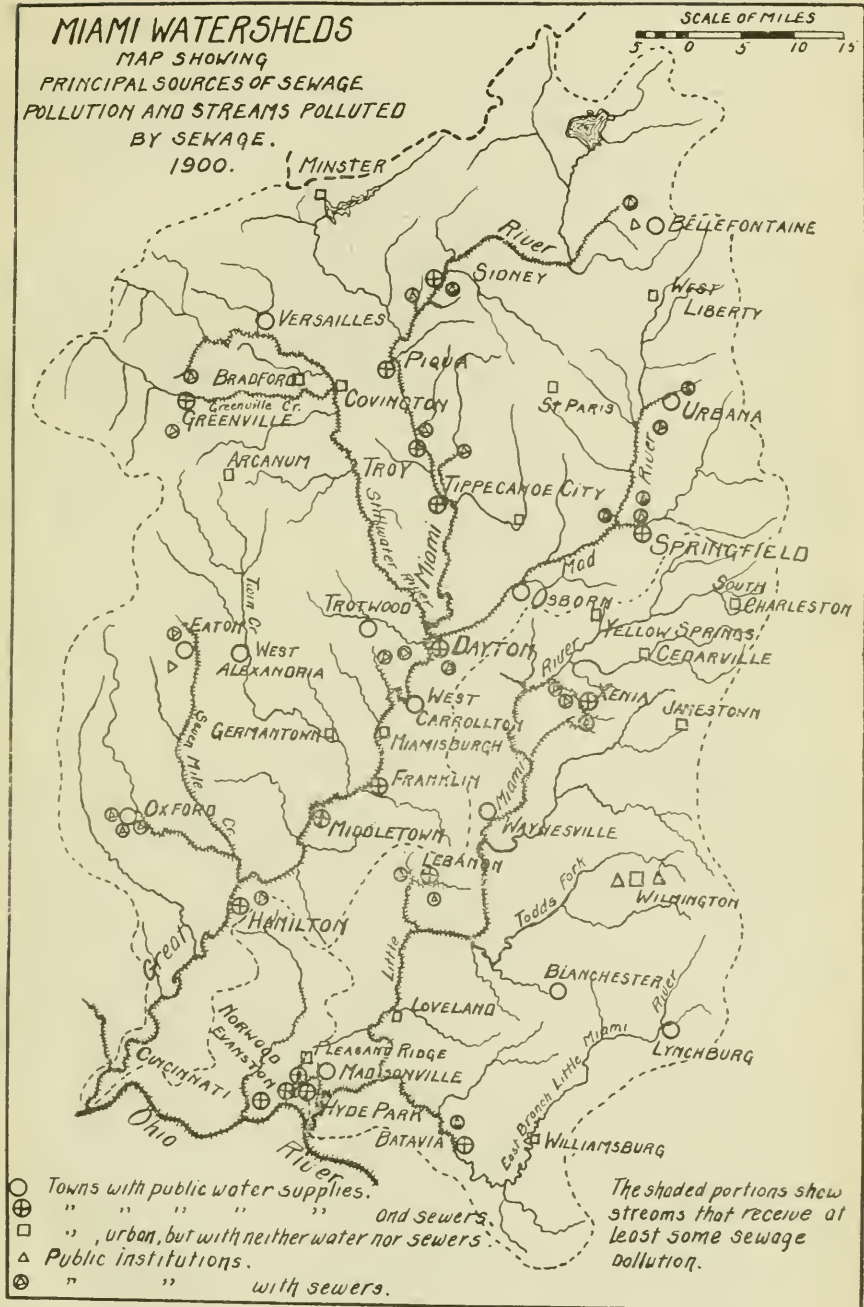 MIAMI WATERSHEDS
MAP SHOWING
PRINCIPAL SOURCES OF SEWAGE
POLLUTION AND STREAMS POLLUTED
BY SEWAGE.
1900.
SCALE OF MILES
5 0 5 10 15
MINSTER
BELLEFONTAINE
River
SIDNEY
WEST
LIBERTY
VERSAILLES
PIQUA
BRADFORD
COVINGTON
ST PARIS
URBANA
Greenville Cr.
GREENVILLE
ARCANUM
TROY
TIPPECANOE CITY
River
SPRINGFIELD
Stillwater River
Miami
Mad
Twin Cr
TROTWOOD
OSBORN
SOUTH
CHARLESTON
EATON
WEST
ALEXANDRIA
DAYTON
YELLOW SPRINGS
River
CEDARVILLE
WEST
CARROLLTON
XENIA
JAMESTOWN
Seven Mile
Cr.
GERMANTOWN
MIAMISBURGH
FRANKLIN
Miami
WAYNESVILLE
OXFORD
MIDDLETOWN
LEBANON
Todds Fork
WILMINGTON
HAMILTON
Great
Little
BLANCHESTER
River
LOVELAND
LYNCHBURG
NORWOOD
EVANSTON
PLEASAND RIDGE
CINCINNATI
MADISONVILLE
HYDE PARK
East Branch Little Miami
BATAVIA
WILLIAMSBURG
Ohio
River
Towns with public water supplies.
" " " " " and sewers
" , urban, but with neither water nor sewers.
Public institutions.
" " with sewers.
The shaded portions show
streams that receive at
least some sewage
pollution.